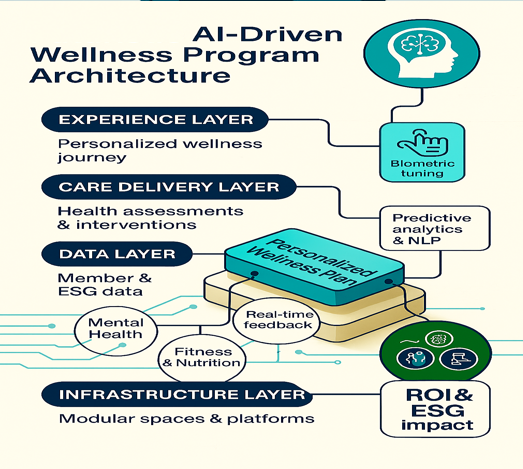 AI-Driven
Wellness Program
Architecture
EXPERIENCE LAYER
Personalized wellness
journey
Biometric
tuning
CARE DELIVERY LAYER
Health assessments
& interventions
Predictive
analytics
& NLP
DATA LAYER
Member &
ESG data
Personalized
Wellness Plan
Mental
Health
Real-time
feedback
Fitness
& Nutrition
INFRASTRUCTURE LAYER
Modular spaces & platforms
ROI &
ESG
impact